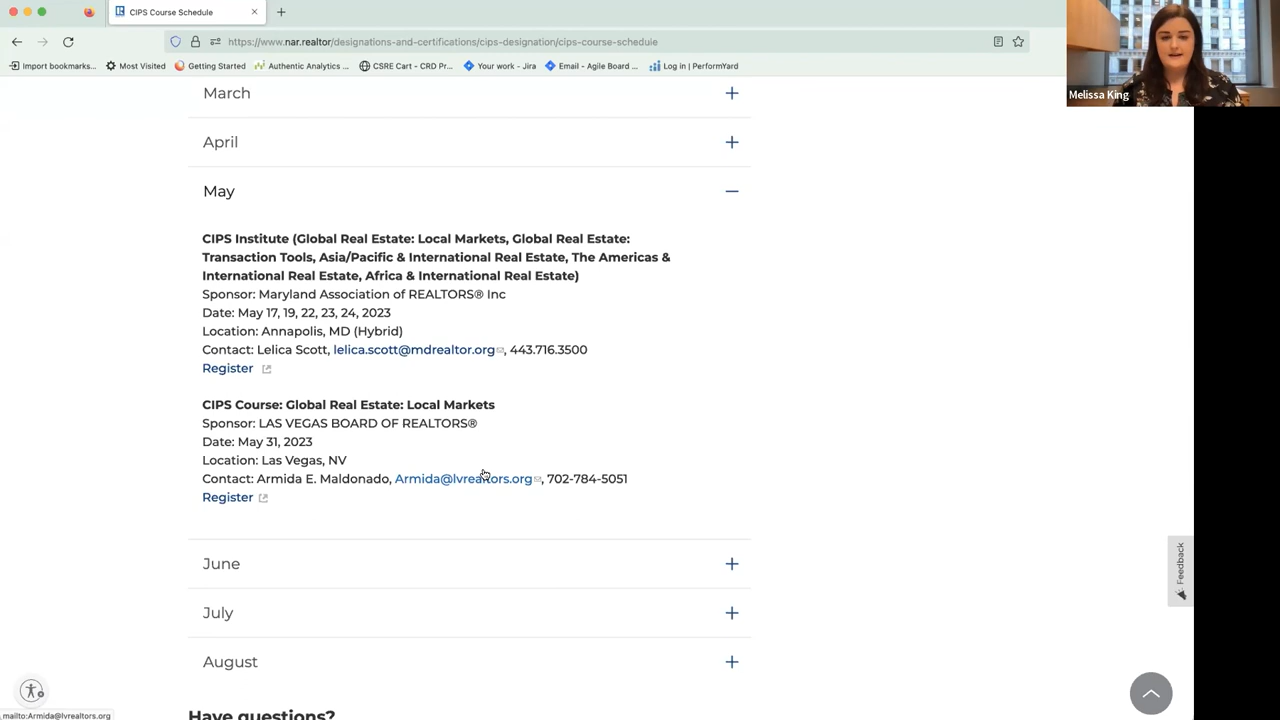 CIPS Course Schedule
https://www.nar.realtor/designations-and-certifications/cips-designation/cips-course-schedule
Import bookmarks...
Most Visited
Getting Started
Authentic Analytics ...
CSRE Cart - CRD Pr...
Your work - Jira
Email - Agile Board ...
Log in | PerformYard
Melissa King
March
April
May
CIPS Institute (Global Real Estate: Local Markets, Global Real Estate:
Transaction Tools, Asia/Pacific & International Real Estate, The Americas &
International Real Estate, Africa & International Real Estate)
Sponsor: Maryland Association of REALTORS® Inc
Date: May 17, 19, 22, 23, 24, 2023
Location: Annapolis, MD (Hybrid)
Contact: Lelica Scott, lelica.scott@mdrealtor.org, 443.716.3500
Register
CIPS Course: Global Real Estate: Local Markets
Sponsor: LAS VEGAS BOARD OF REALTORS®
Date: May 31, 2023
Location: Las Vegas, NV
Contact: Armida E. Maldonado, Armida@lvrealtors.org, 702-784-5051
Register
June
July
August
Have questions?
Feedback
mailto:Armida@lvrealtors.org